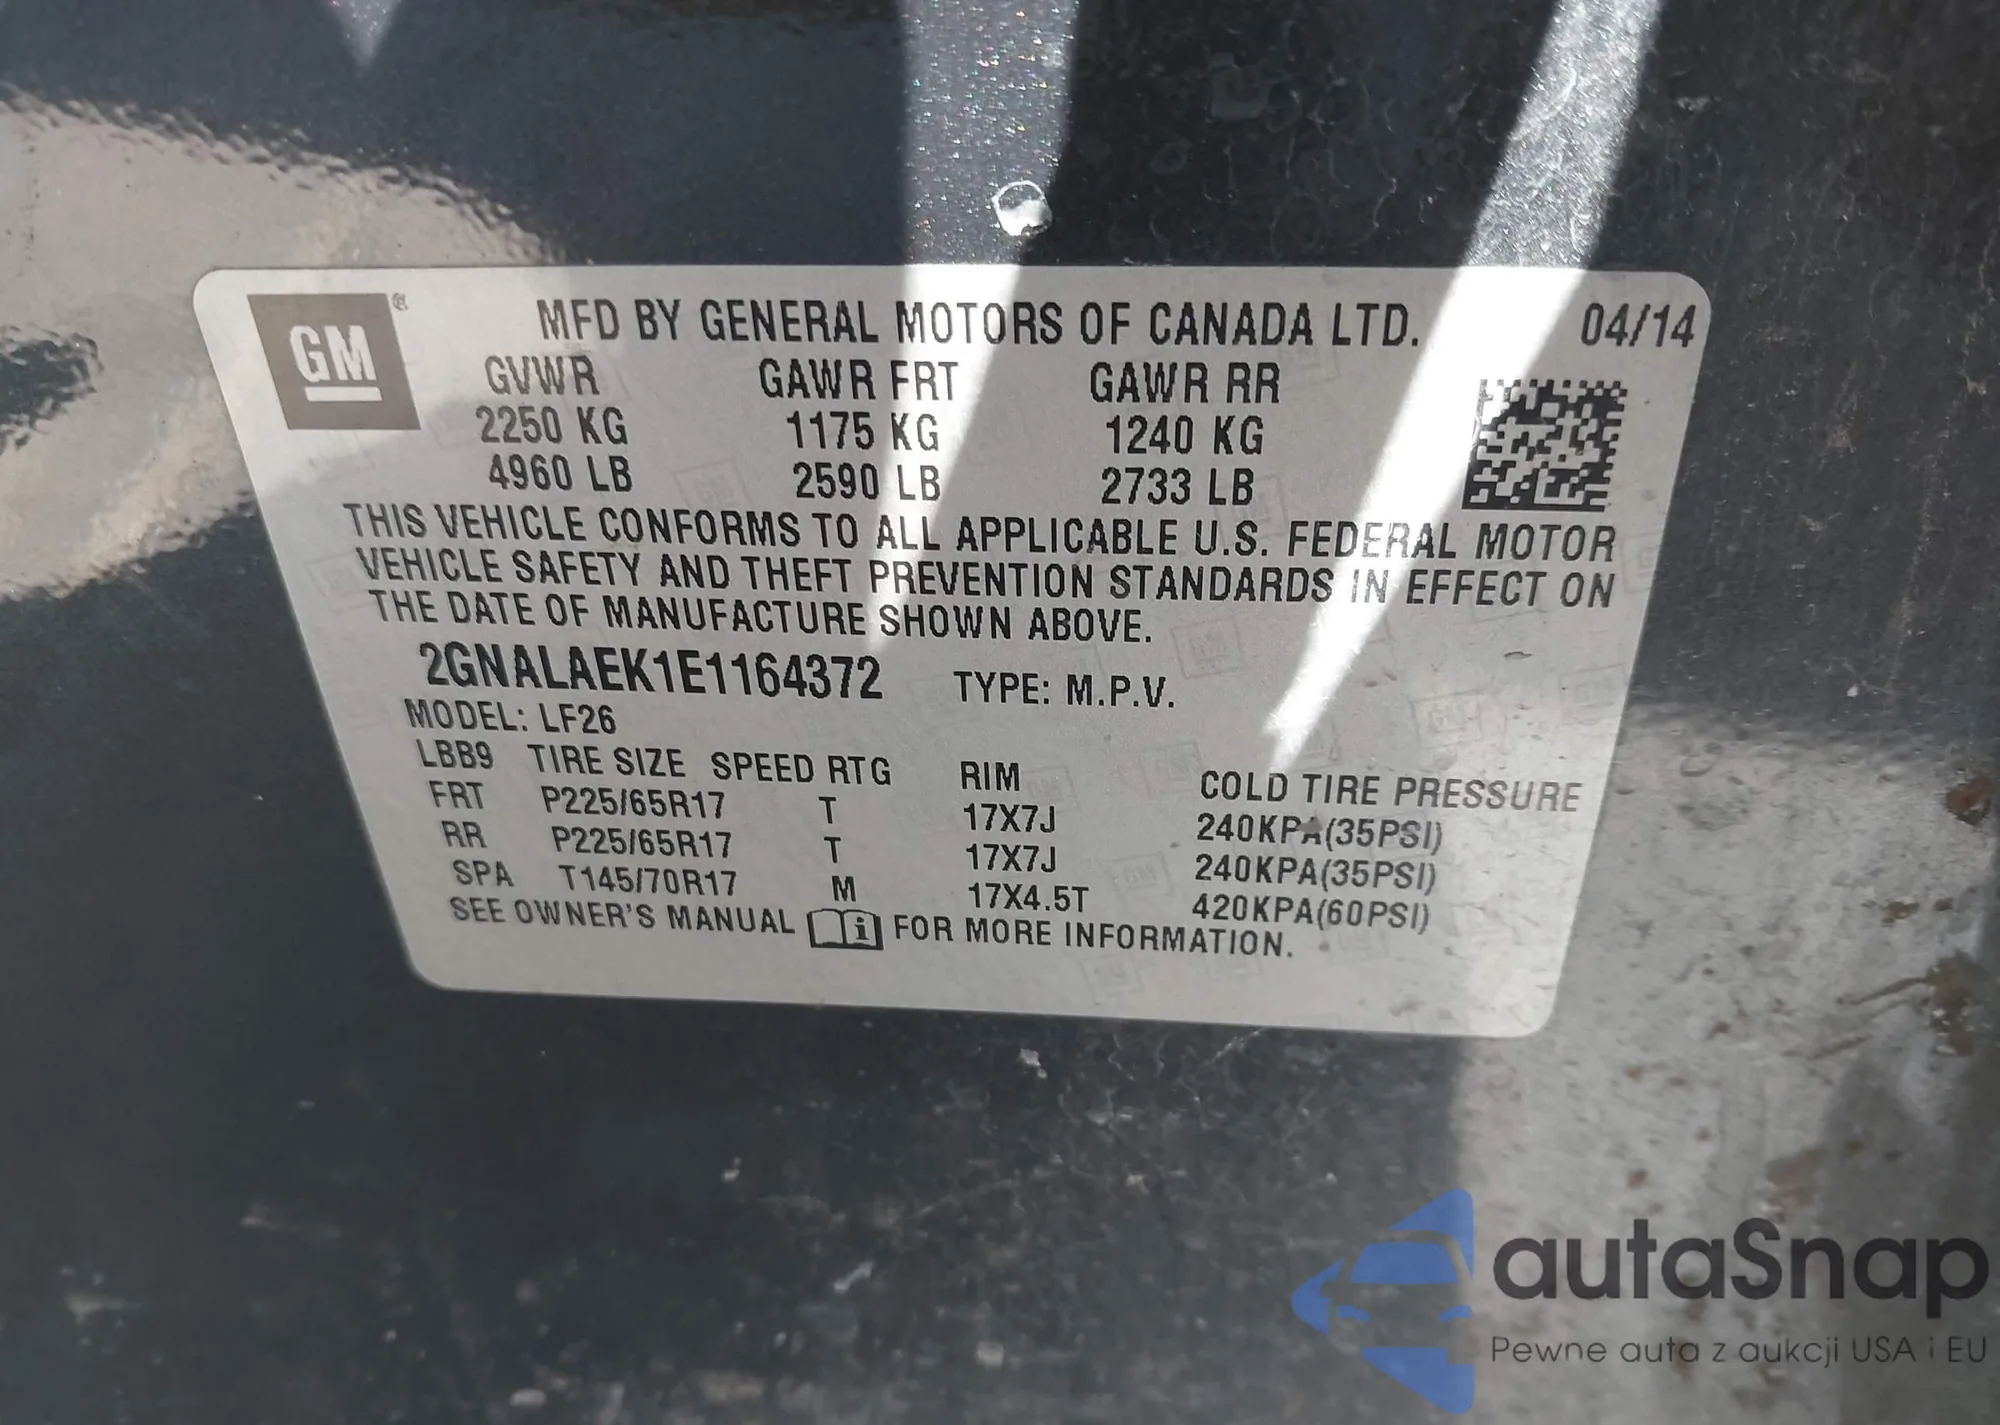 GM ®
MFD BY GENERAL MOTORS OF CANADA LTD. 04/14
GVWR GAWR FRT GAWR RR
2250 KG 1175 KG 1240 KG
4960 LB 2590 LB 2733 LB
THIS VEHICLE CONFORMS TO ALL APPLICABLE U.S. FEDERAL MOTOR
VEHICLE SAFETY AND THEFT PREVENTION STANDARDS IN EFFECT ON
THE DATE OF MANUFACTURE SHOWN ABOVE.
2GNALAEK1E1164372 TYPE: M.P.V.
MODEL: LF26
LBB9 TIRE SIZE SPEED RTG RIM COLD TIRE PRESSURE
FRT P225/65R17 T 17X7J 240KPA(35PSI)
RR P225/65R17 T 17X7J 240KPA(35PSI)
SPA T145/70R17 M 17X4.5T 420KPA(60PSI)
SEE OWNER'S MANUAL i FOR MORE INFORMATION.
autaSnap
Pewne auta z aukcji USA i EU